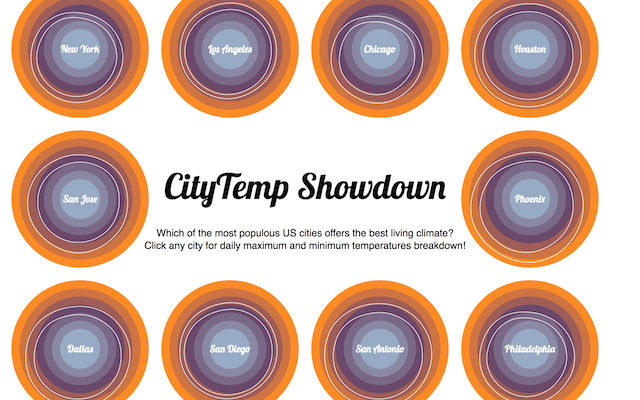 New York
Los Angeles
Chicago
Houston
San Jose
CityTemp Showdown
Phoenix
Which of the most populous US cities offers the best living climate?
Click any city for daily maximum and minimum temperatures breakdown!
Dallas
San Diego
San Antonio
Philadelphia